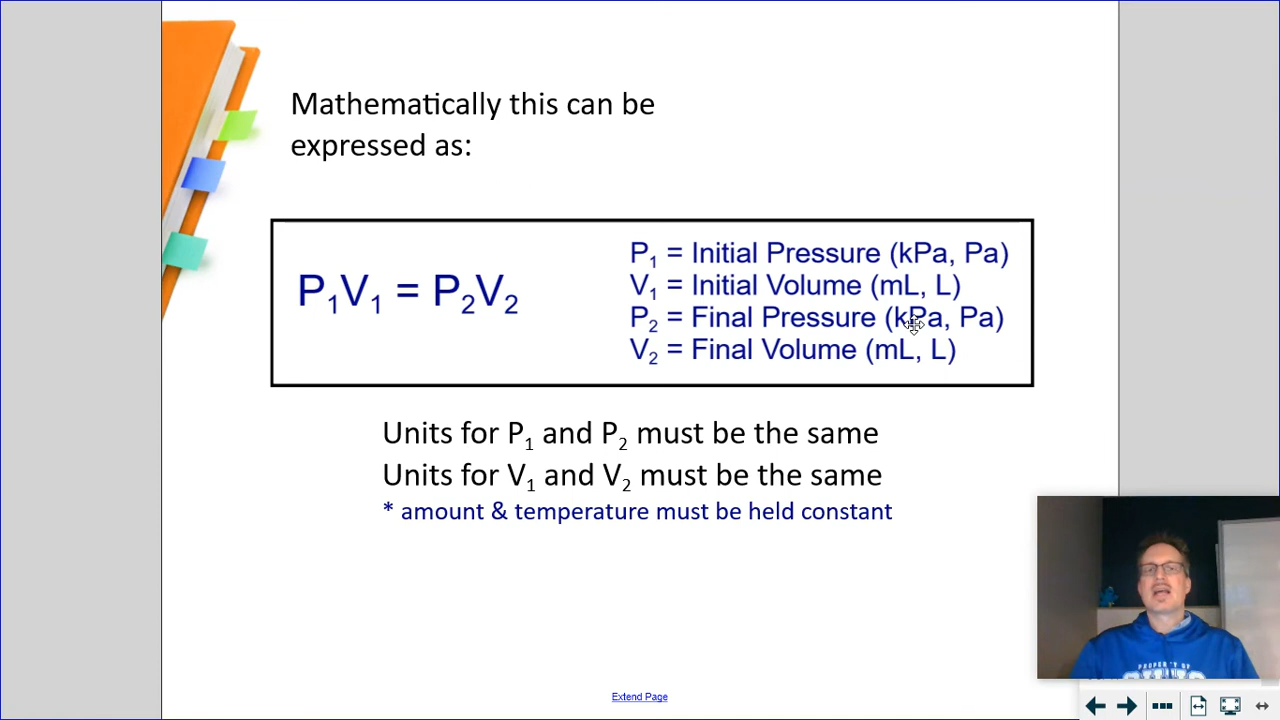 Mathematically this can be
expressed as:
P₁V₁ = P₂V₂
P₁ = Initial Pressure (kPa, Pa)
V₁ = Initial Volume (mL, L)
P₂ = Final Pressure (kPa, Pa)
V₂ = Final Volume (mL, L)
Units for P₁ and P₂ must be the same
Units for V₁ and V₂ must be the same
* amount & temperature must be held constant
PROPERTY OF
Extend Page